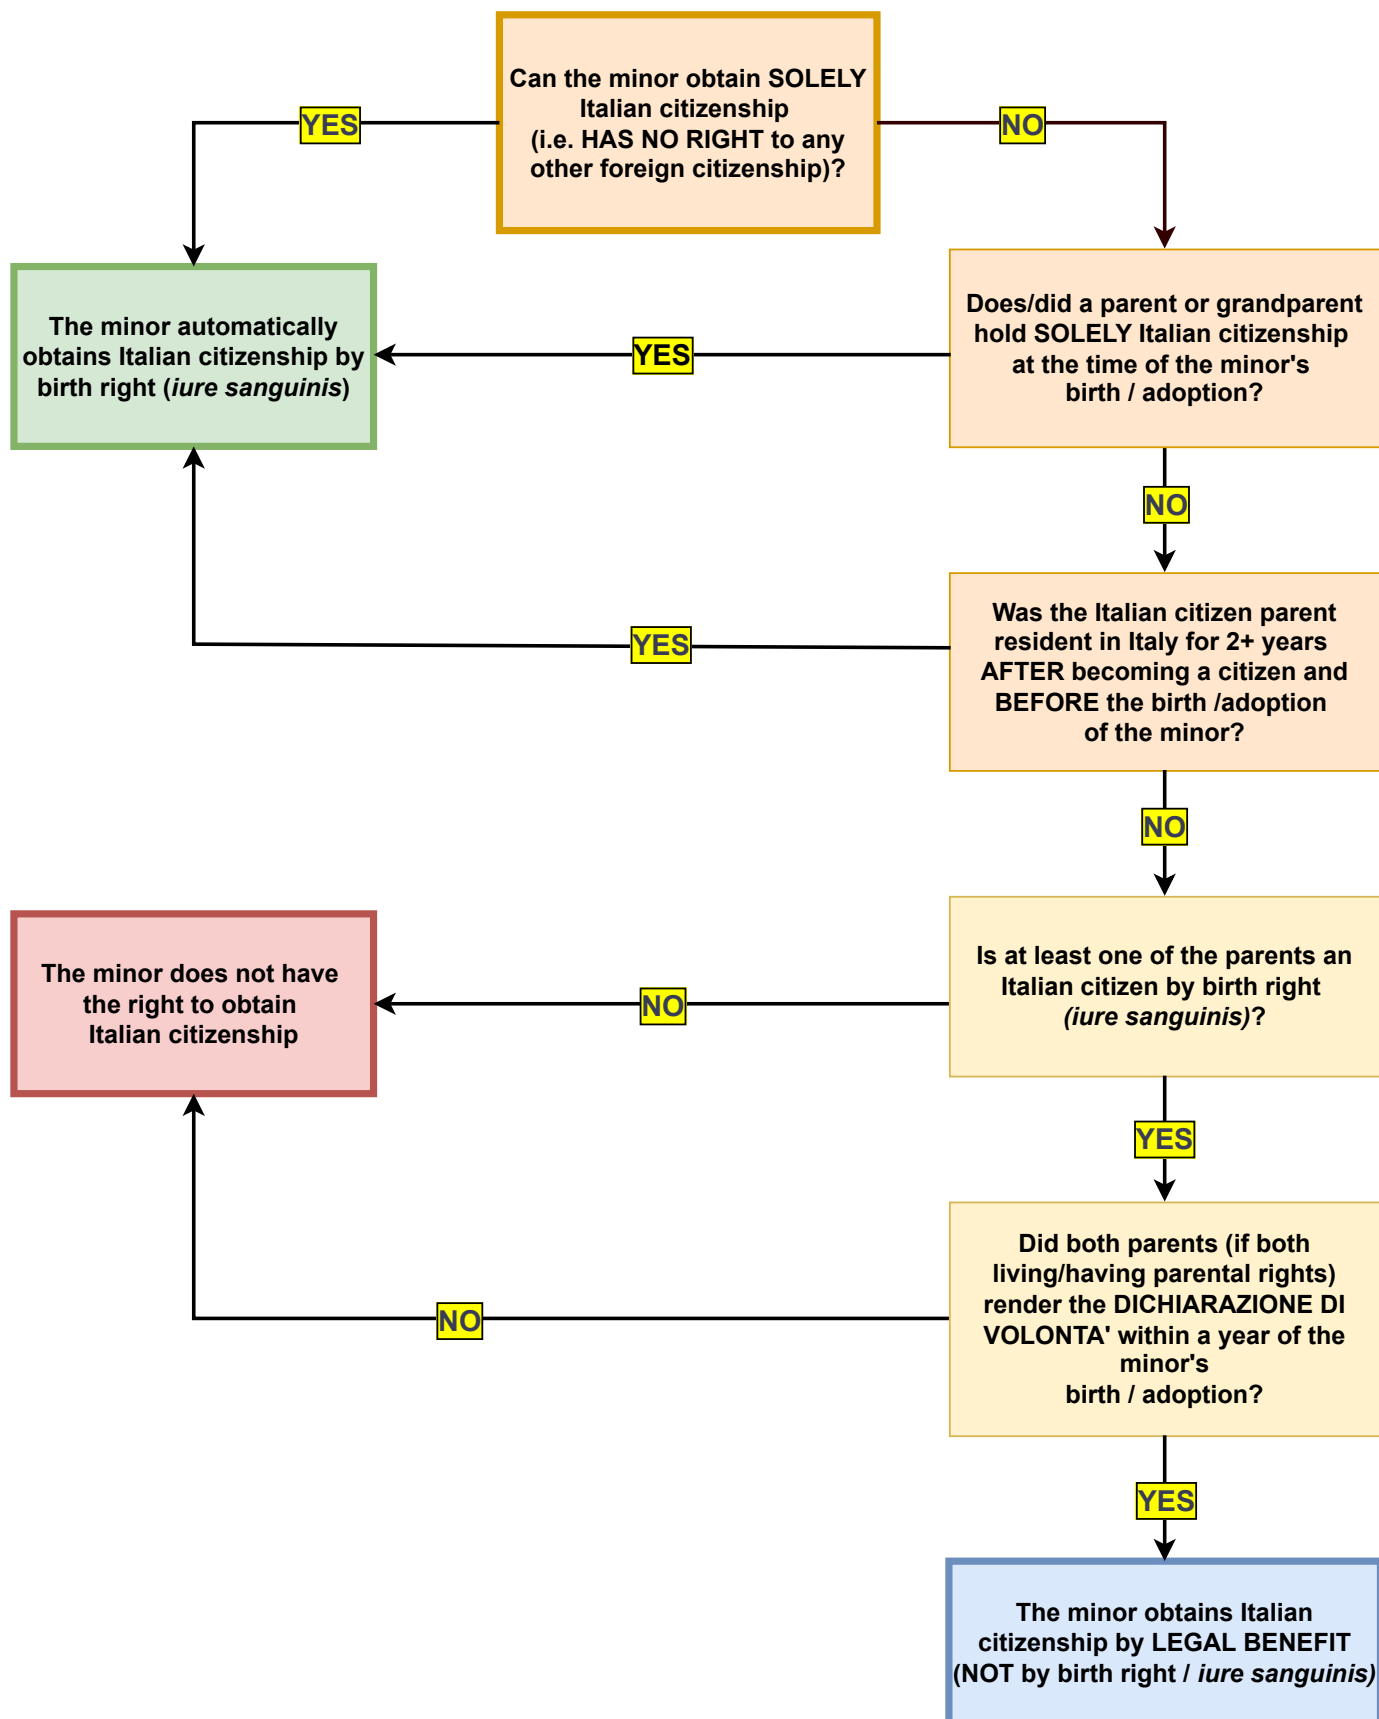 Can the minor obtain SOLELY
Italian citizenship
(i.e. HAS NO RIGHT to any
other foreign citizenship)?
YES
NO
The minor automatically
obtains Italian citizenship by
birth right (iure sanguinis)
YES
Does/did a parent or grandparent
hold SOLELY Italian citizenship
at the time of the minor's
birth / adoption?
NO
YES
Was the Italian citizen parent
resident in Italy for 2+ years
AFTER becoming a citizen and
BEFORE the birth /adoption
of the minor?
NO
The minor does not have
the right to obtain
Italian citizenship
NO
Is at least one of the parents an
Italian citizen by birth right
(iure sanguinis)?
YES
NO
Did both parents (if both
living/having parental rights)
render the DICHIARAZIONE DI
VOLONTA' within a year of the
minor's
birth / adoption?
YES
The minor obtains Italian
citizenship by LEGAL BENEFIT
(NOT by birth right / iure sanguinis)